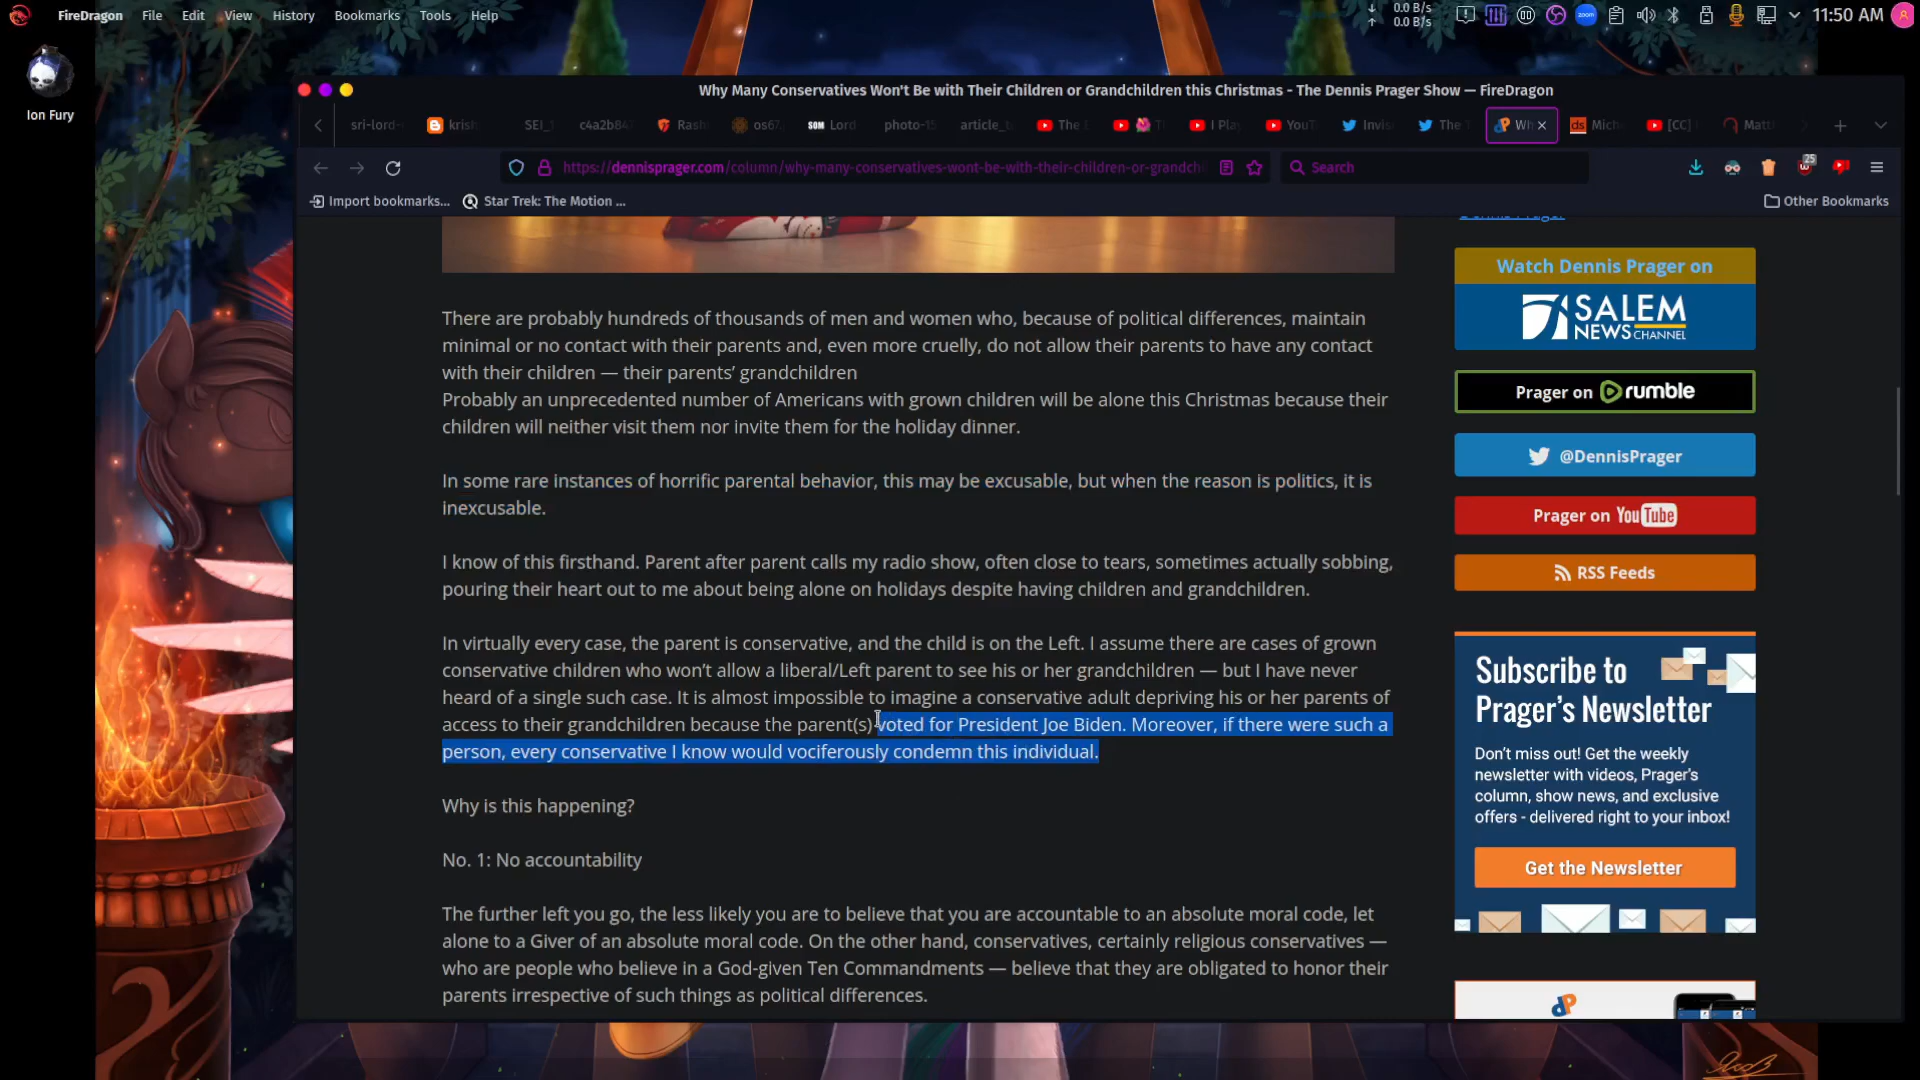 FireDragon File Edit View History Bookmarks Tools Help
0.0 B/s
0.0 B/s
zoom
11:50 AM
Ion Fury
Why Many Conservatives Won't Be with Their Children or Grandchildren this Christmas - The Dennis Prager Show — FireDragon
sri-lord- krish SEI_1 c4a2b84 Rash os67. SOM Lord photo-15 article_t The I Play YouT Invis The Wh Mich [CC] Matt
https://dennisprager.com/column/why-many-conservatives-wont-be-with-their-children-or-grandchi
Search
25
Import bookmarks... Star Trek: The Motion ... Other Bookmarks
Dennis Prager
There are probably hundreds of thousands of men and women who, because of political differences, maintain
minimal or no contact with their parents and, even more cruelly, do not allow their parents to have any contact
with their children — their parents’ grandchildren
Probably an unprecedented number of Americans with grown children will be alone this Christmas because their
children will neither visit them nor invite them for the holiday dinner.
In some rare instances of horrific parental behavior, this may be excusable, but when the reason is politics, it is
inexcusable.
I know of this firsthand. Parent after parent calls my radio show, often close to tears, sometimes actually sobbing,
pouring their heart out to me about being alone on holidays despite having children and grandchildren.
In virtually every case, the parent is conservative, and the child is on the Left. I assume there are cases of grown
conservative children who won’t allow a liberal/Left parent to see his or her grandchildren — but I have never
heard of a single such case. It is almost impossible to imagine a conservative adult depriving his or her parents of
access to their grandchildren because the parent(s) voted for President Joe Biden. Moreover, if there were such a
person, every conservative I know would vociferously condemn this individual.
Why is this happening?
No. 1: No accountability
The further left you go, the less likely you are to believe that you are accountable to an absolute moral code, let
alone to a Giver of an absolute moral code. On the other hand, conservatives, certainly religious conservatives —
who are people who believe in a God-given Ten Commandments — believe that they are obligated to honor their
parents irrespective of such things as political differences.
Watch Dennis Prager on
SALEM
NEWS CHANNEL
Prager on rumble
@DennisPrager
Prager on YouTube
RSS Feeds
Subscribe to
Prager's Newsletter
Don't miss out! Get the weekly
newsletter with videos, Prager's
column, show news, and exclusive
offers - delivered right to your inbox!
Get the Newsletter